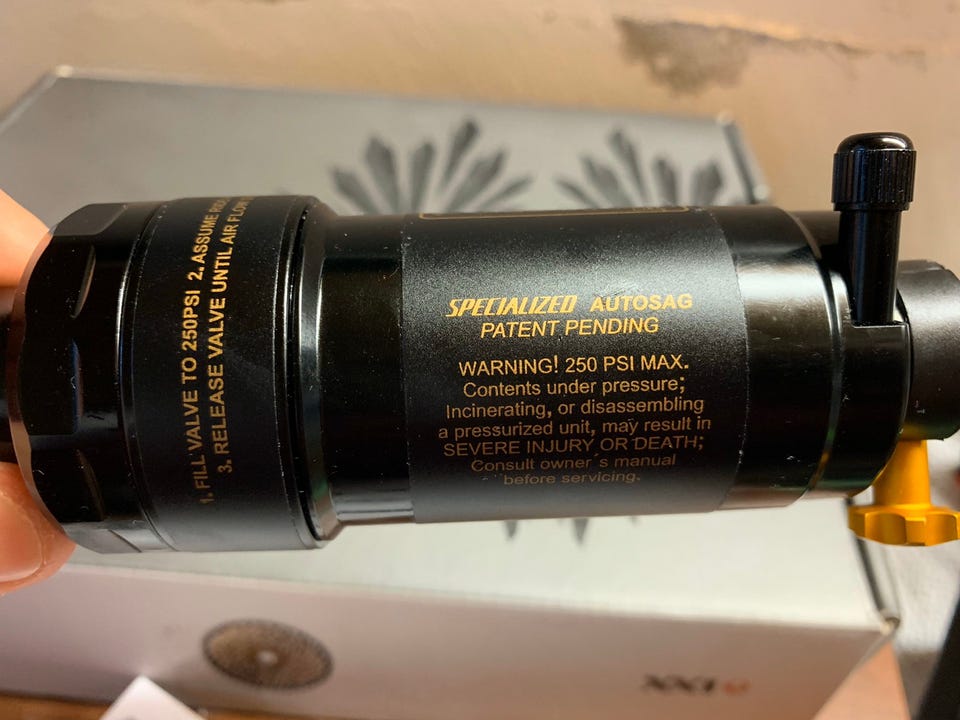 1. FILL VALVE TO 250PSI 2. ASSUME
3. RELEASE VALVE UNTIL AIR FLOW
SPECIALIZED AUTOSAG
PATENT PENDING
WARNING! 250 PSI MAX.
Contents under pressure;
Incinerating, or disassembling
a pressurized unit, may result in
SEVERE INJURY OR DEATH;
Consult owner's manual
before servicing.
XX1